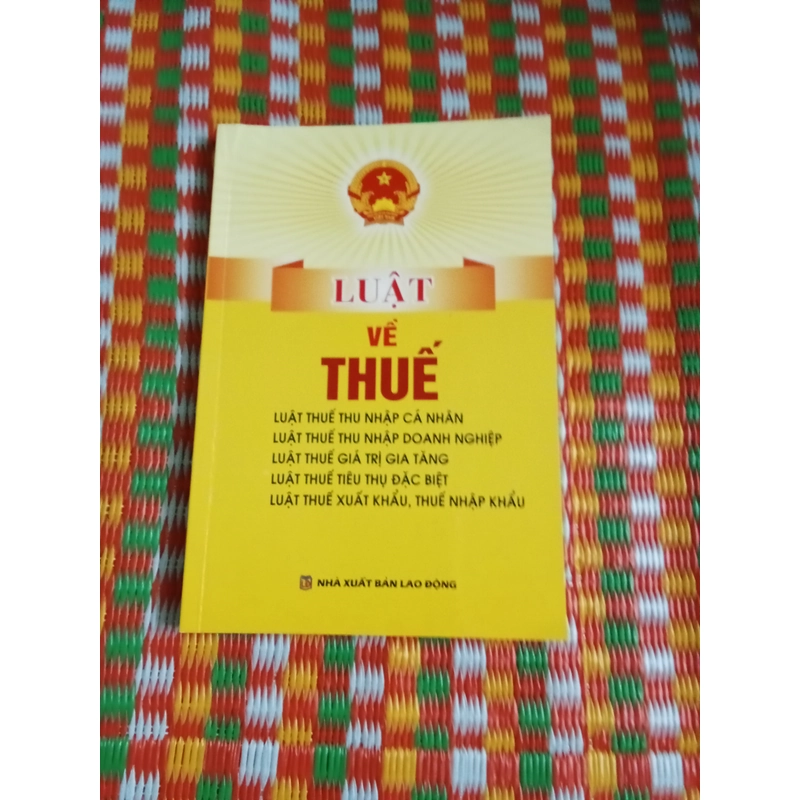 LUẬT
VỀ
THUẾ
LUẬT THUẾ THU NHẬP CÁ NHÂN
LUẬT THUẾ THU NHẬP DOANH NGHIỆP
LUẬT THUẾ GIÁ TRỊ GIA TĂNG
LUẬT THUẾ TIÊU THỤ ĐẶC BIỆT
LUẬT THUẾ XUẤT KHẨU, THUẾ NHẬP KHẨU
NHÀ XUẤT BẢN LAO ĐỘNG